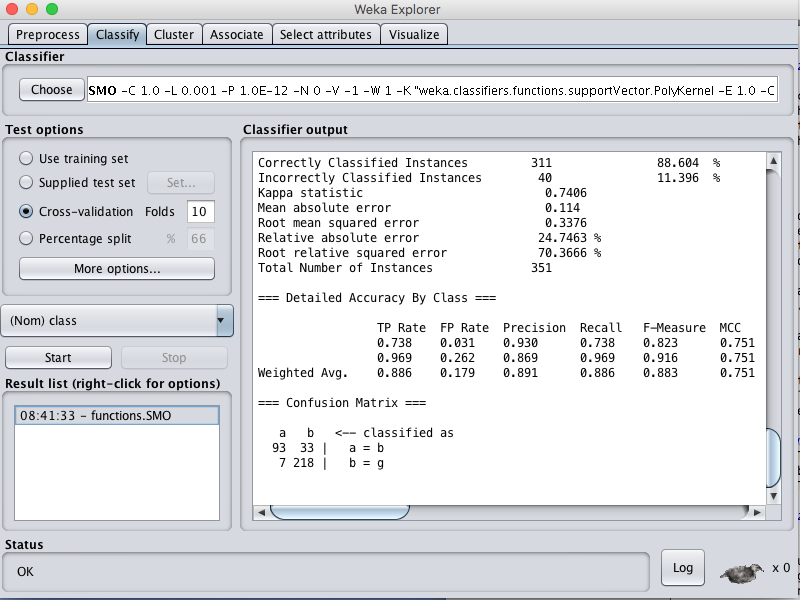 Weka Explorer
Preprocess Classify Cluster Associate Select attributes Visualize
Classifier
Choose SMO -C 1.0 -L 0.001 -P 1.0E-12 -N 0 -V -1 -W 1 -K "weka.classifiers.functions.supportVector.PolyKernel -E 1.0 -C
Test options
Use training set
Supplied test set Set...
Cross-validation Folds 10
Percentage split % 66
More options...
(Nom) class
Start Stop
Result list (right-click for options)
08:41:33 - functions.SMO
Classifier output
Correctly Classified Instances 311 88.604 %
Incorrectly Classified Instances 40 11.396 %
Kappa statistic 0.7406
Mean absolute error 0.114
Root mean squared error 0.3376
Relative absolute error 24.7463 %
Root relative squared error 70.3666 %
Total Number of Instances 351
=== Detailed Accuracy By Class ===
TP Rate FP Rate Precision Recall F-Measure MCC
0.738 0.031 0.930 0.738 0.823 0.751
0.969 0.262 0.869 0.969 0.916 0.751
Weighted Avg. 0.886 0.179 0.891 0.886 0.883 0.751
=== Confusion Matrix ===
a b <-- classified as
93 33 | a = b
7 218 | b = g
Status
OK
Log x 0